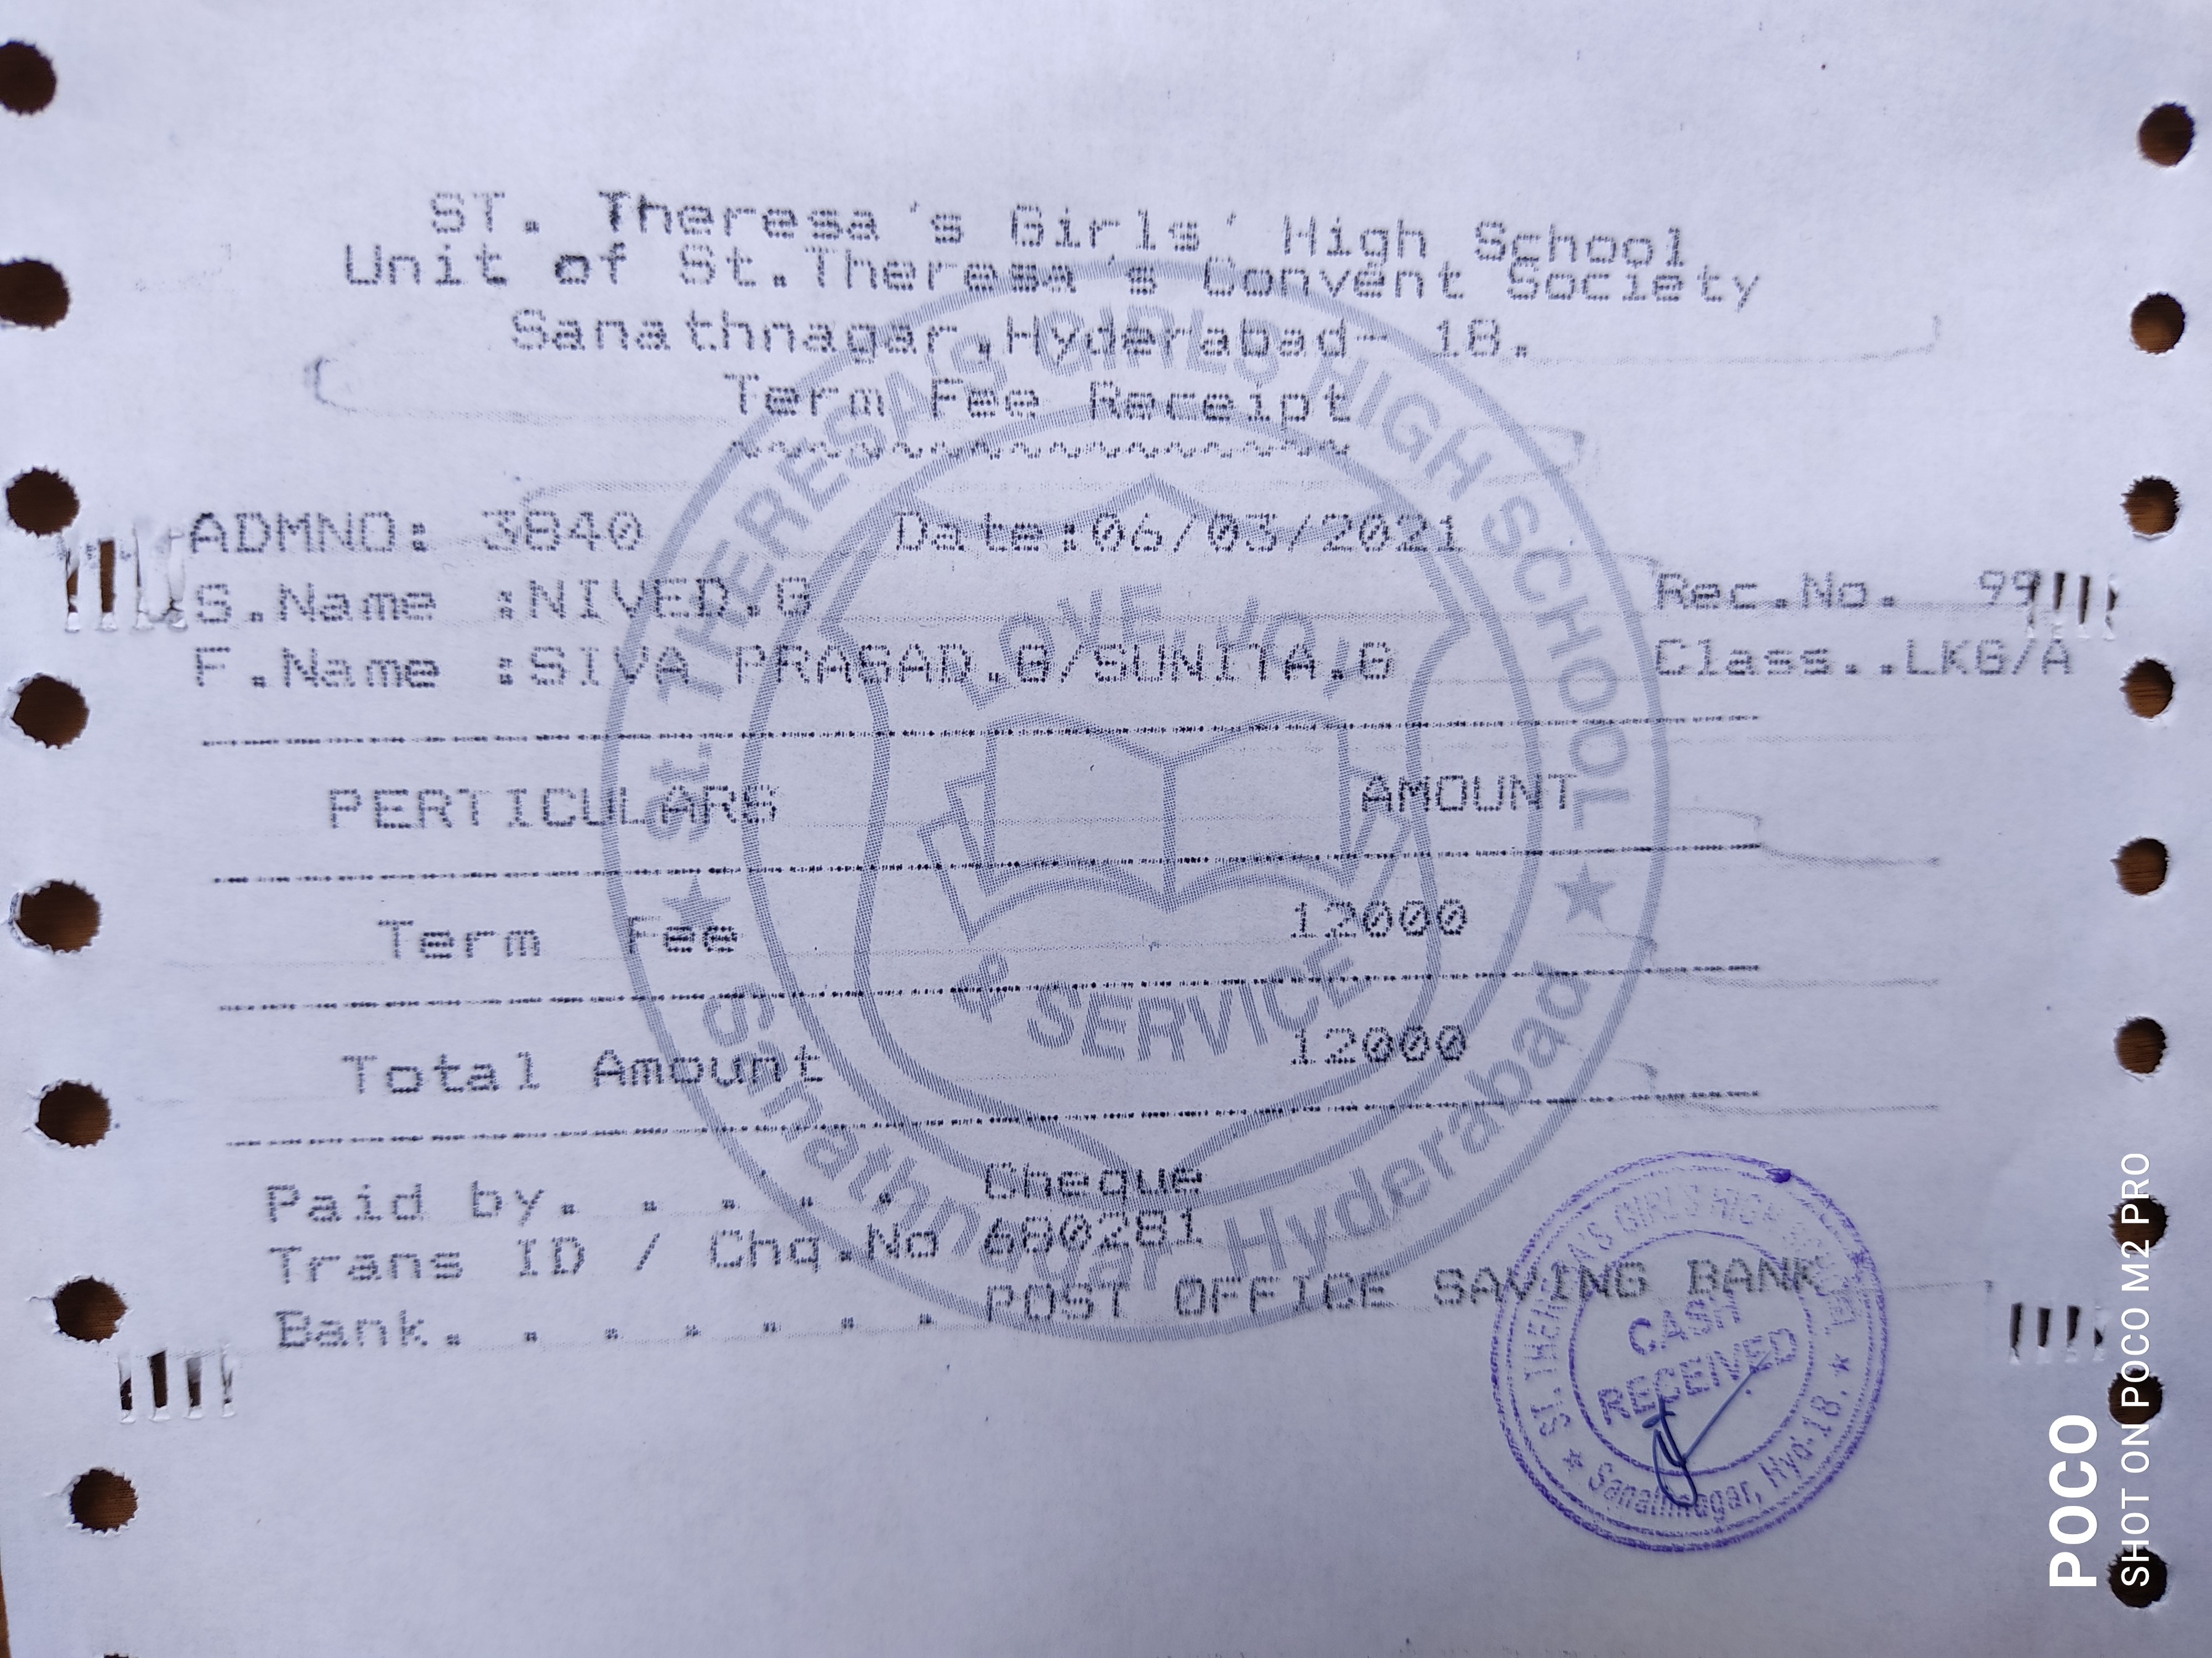 ST. Theresa's Girls' High School
Unit of St.Theresa's Convent Society
Sanathnagar,Hyderabad- 18.
Term Fee Receipt
~~~~~~~~~~~~~~~~
ADMNO: 3840 Date:06/03/2021
S.Name :NIVED.G Rec.No. 99
F.Name :SIVA PRASAD.G/SUNITA.G Class..LKG/A
PERTICULARS AMOUNT
Term Fee 12000
Total Amount 12000
Paid by. . . . . Cheque
Trans ID / Chq.No 680281
Bank. . . . . . . POST OFFICE SAVING BANK
St. THERESA'S GIRLS HIGH SCHOOL
LOVE
& SERVICE
Sanathnagar, Hyderabad
ST. THERESA'S GIRLS HIGH
CASH
RECEIVED
Sanathnagar, Hyd-18.
POCO
SHOT ON POCO M2 PRO